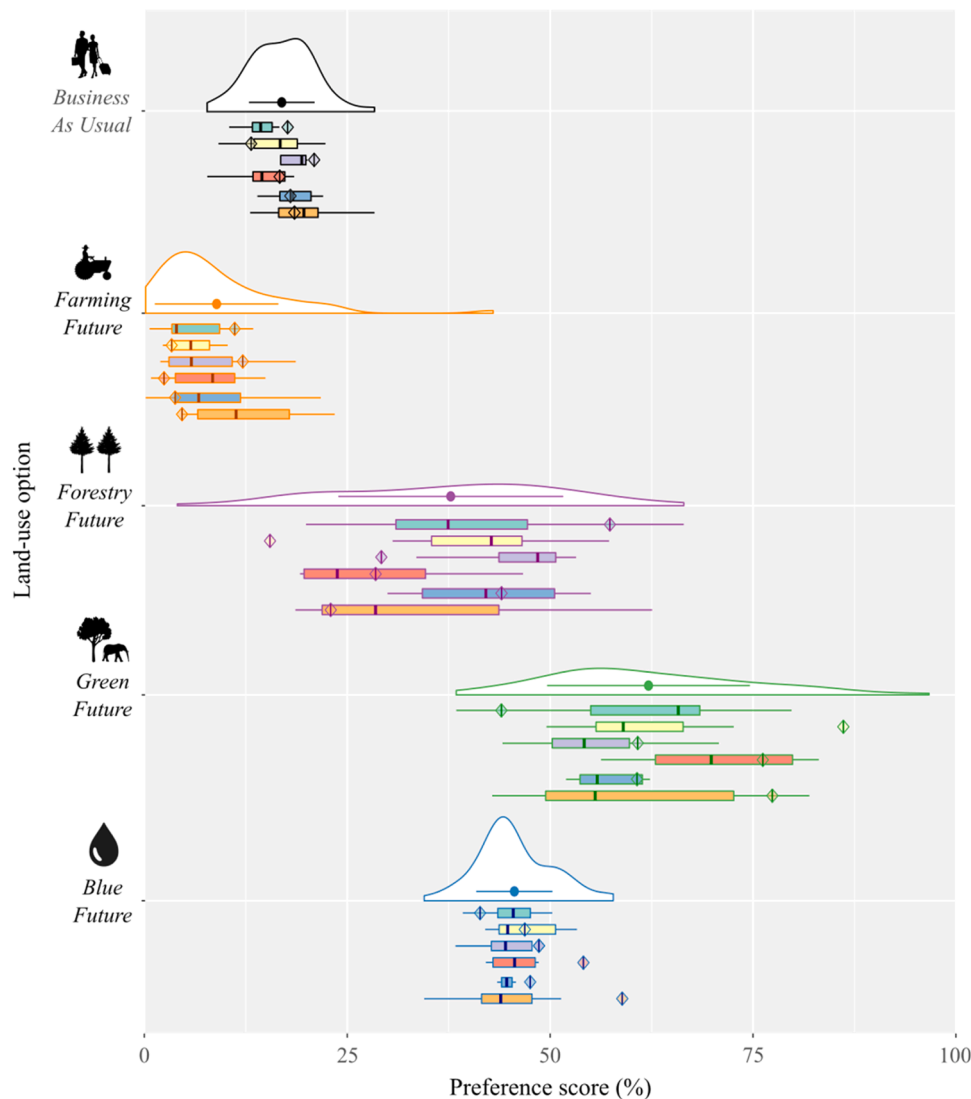 Business
As Usual
Farming
Future
Forestry
Future
Green
Future
Blue
Future
Land-use option
0 25 50 75 100
Preference score (%)